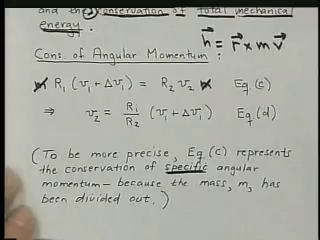 and the ② conservation of total mechanical
energy.
h⃗ = r⃗ × m v⃗
Cons. of Angular Momentum :
m R₁ (v₁ + Δv₁) = R₂ v₂ m    Eq (c)
⇒ v₂ = R₁/R₂ (v₁ + Δv₁)    Eq (d)
(To be more precise, Eq (c) represents
the conservation of specific angular
momentum – because the mass, m, has
been divided out.)